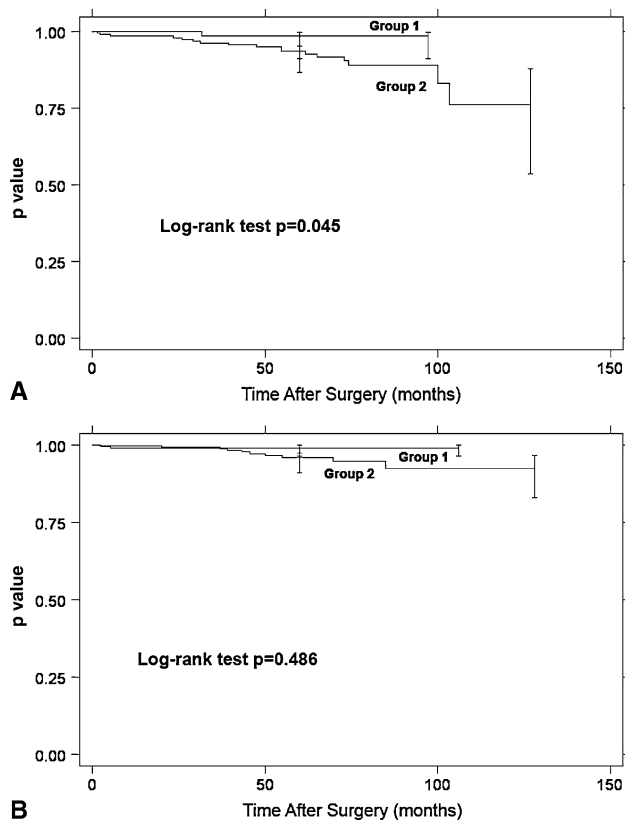 1.00
0.75
0.50
0.25
0.00
p value
Group 1
Group 2
Log-rank test p=0.045
0 50 100 150
A
Time After Surgery (months)
1.00
0.75
0.50
0.25
0.00
p value
Group 1
Group 2
Log-rank test p=0.486
0 50 100 150
B
Time After Surgery (months)